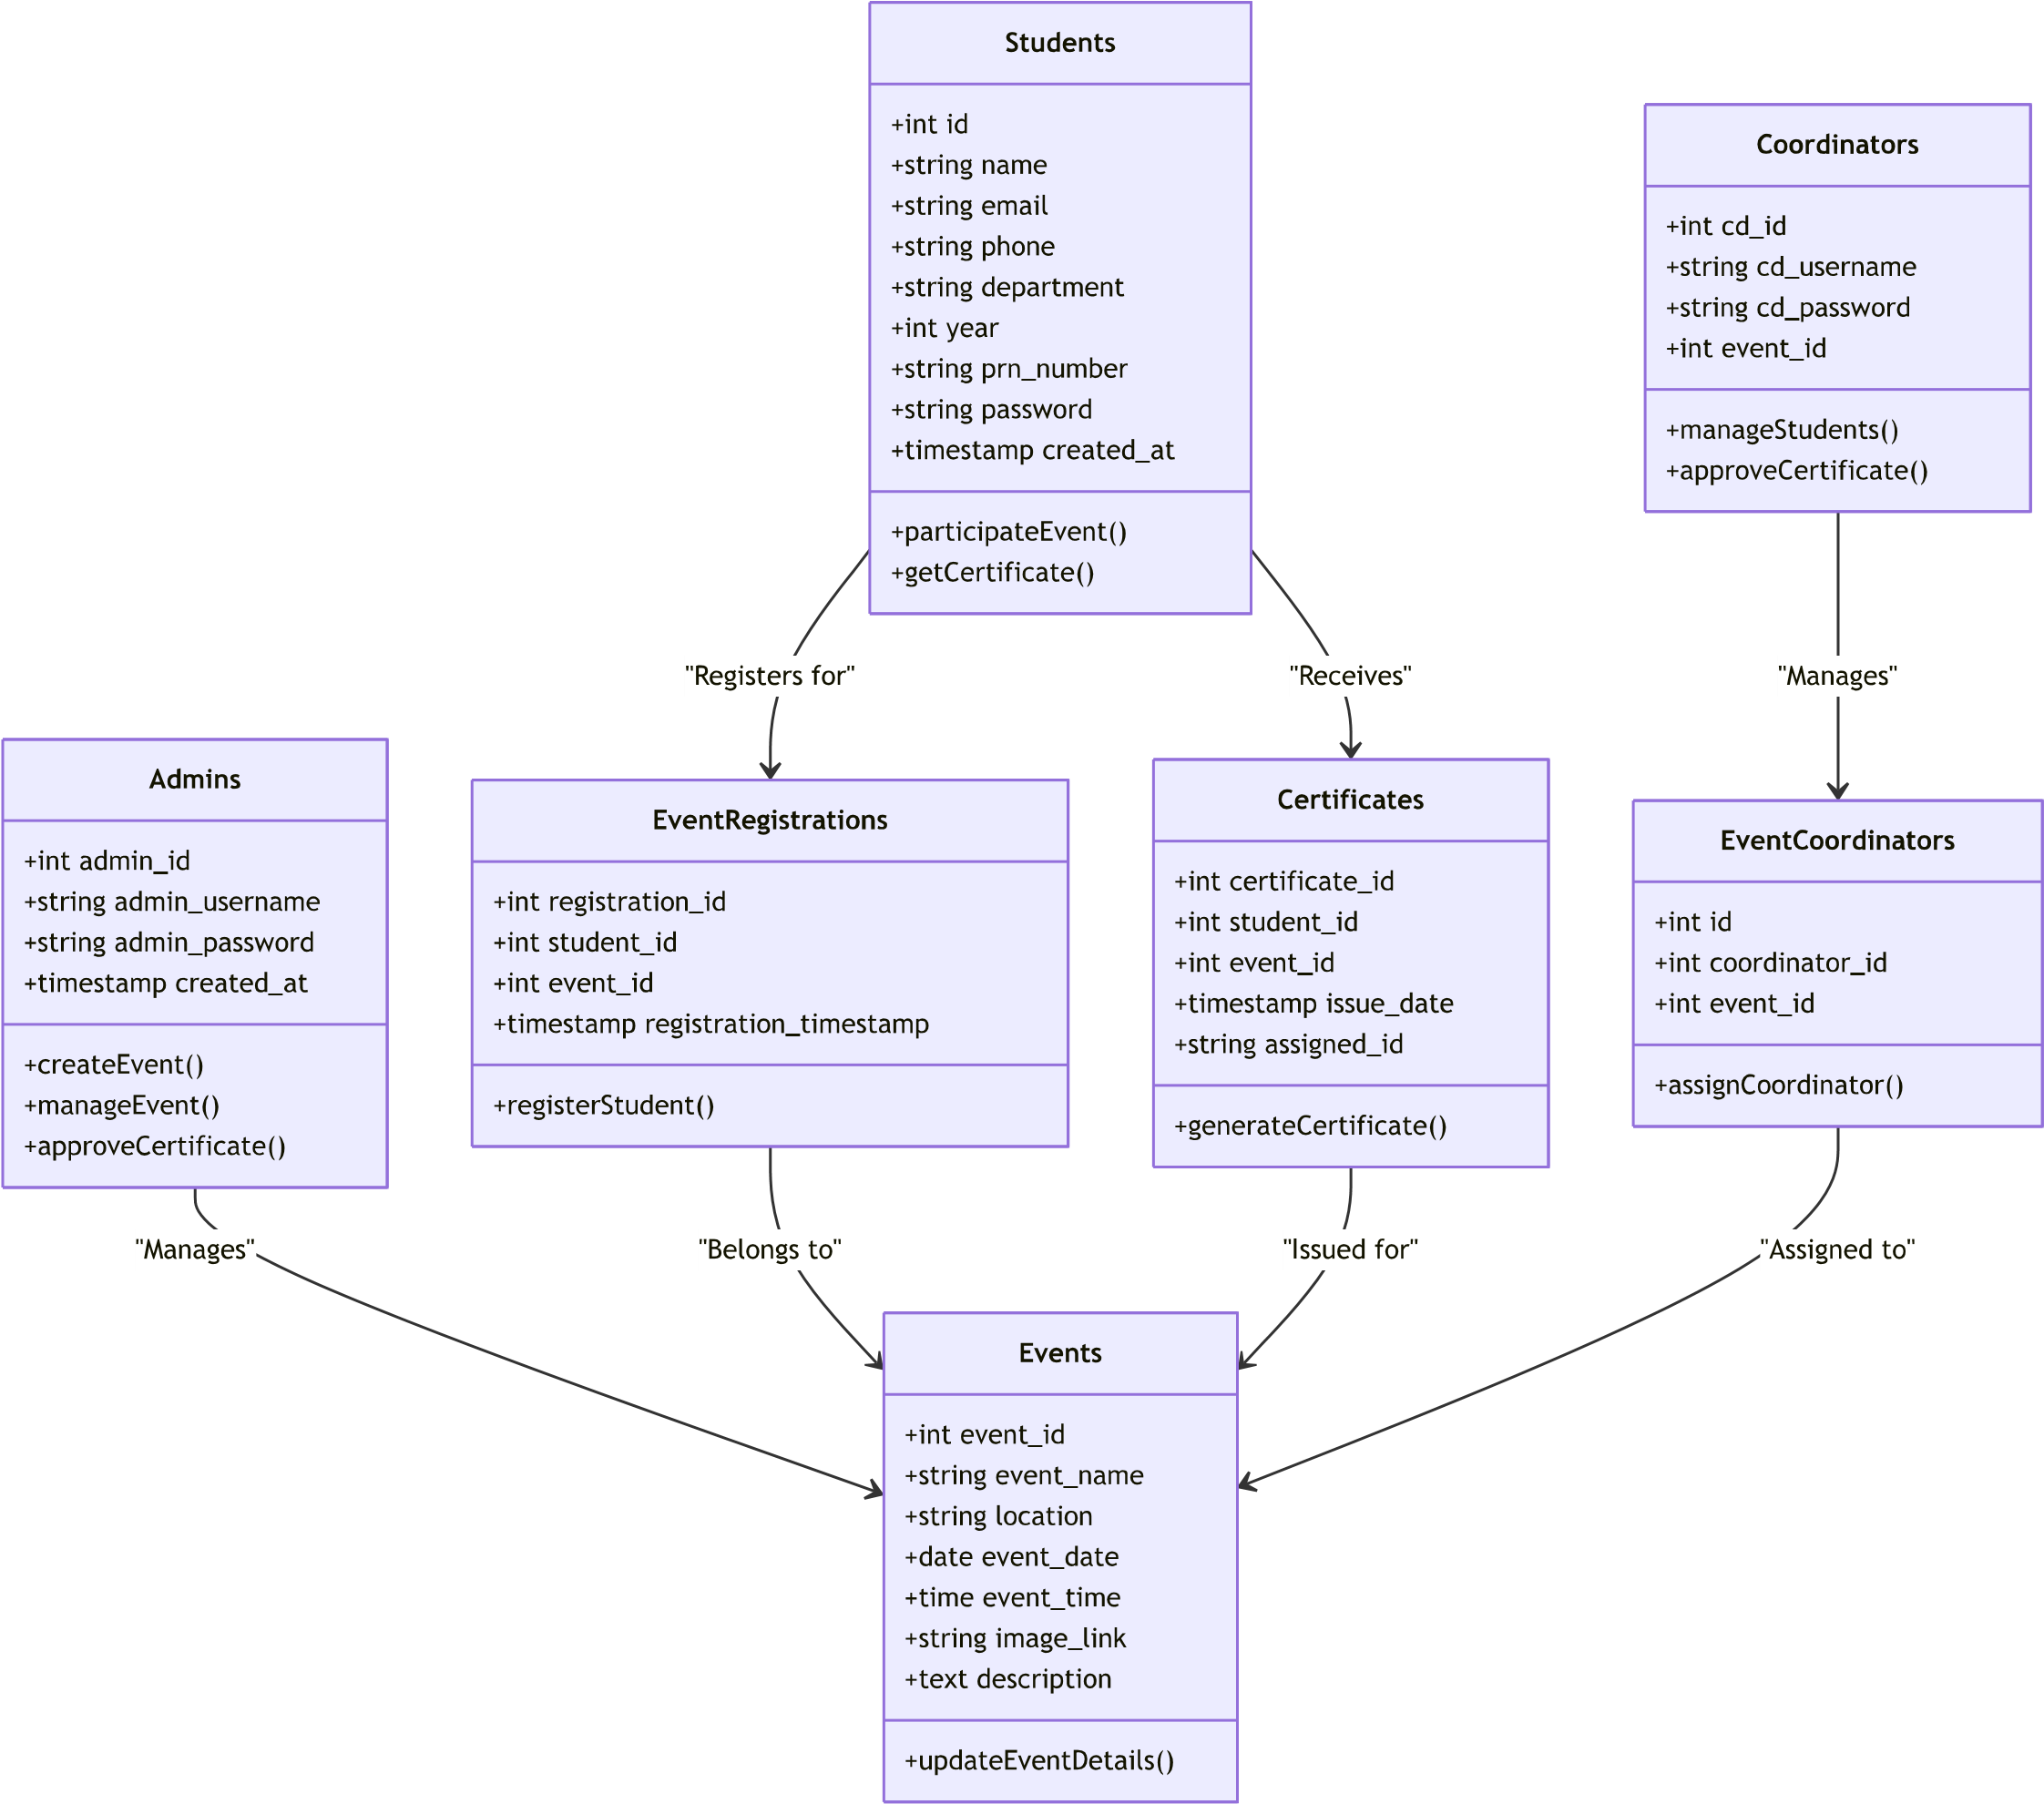 Students
+int id
+string name
+string email
+string phone
+string department
+int year
+string prn_number
+string password
+timestamp created_at
+participateEvent()
+getCertificate()
Coordinators
+int cd_id
+string cd_username
+string cd_password
+int event_id
+manageStudents()
+approveCertificate()
"Registers for"
"Receives"
"Manages"
Admins
+int admin_id
+string admin_username
+string admin_password
+timestamp created_at
+createEvent()
+manageEvent()
+approveCertificate()
EventRegistrations
+int registration_id
+int student_id
+int event_id
+timestamp registration_timestamp
+registerStudent()
Certificates
+int certificate_id
+int student_id
+int event_id
+timestamp issue_date
+string assigned_id
+generateCertificate()
EventCoordinators
+int id
+int coordinator_id
+int event_id
+assignCoordinator()
"Manages"
"Belongs to"
"Issued for"
"Assigned to"
Events
+int event_id
+string event_name
+string location
+date event_date
+time event_time
+string image_link
+text description
+updateEventDetails()